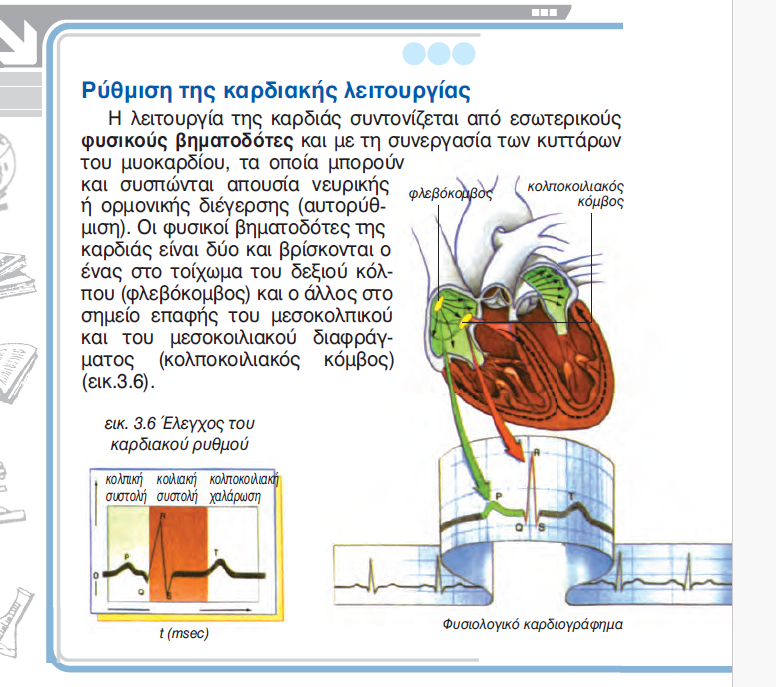 Ρύθμιση της καρδιακής λειτουργίας
Η λειτουργία της καρδιάς συντονίζεται από εσωτερικούς
φυσικούς βηματοδότες και με τη συνεργασία των κυττάρων
του μυοκαρδίου, τα οποία μπορούν
και συσπώνται απουσία νευρικής
ή ορμονικής διέγερσης (αυτορύθ-
μιση). Οι φυσικοί βηματοδότες της
καρδιάς είναι δύο και βρίσκονται ο
ένας στο τοίχωμα του δεξιού κόλ-
που (φλεβόκομβος) και ο άλλος στο
σημείο επαφής του μεσοκολπικού
και του μεσοκοιλιακού διαφράγ-
ματος (κολποκοιλιακός κόμβος)
(εικ.3.6).
φλεβόκομβος
κολποκοιλιακός
κόμβος
εικ. 3.6 Έλεγχος του
καρδιακού ρυθμού
κολπική κοιλιακή κολποκοιλιακή
συστολή συστολή χαλάρωση
R
P T
0
Q S
t (msec)
R
P T
Q S
Φυσιολογικό καρδιογράφημα